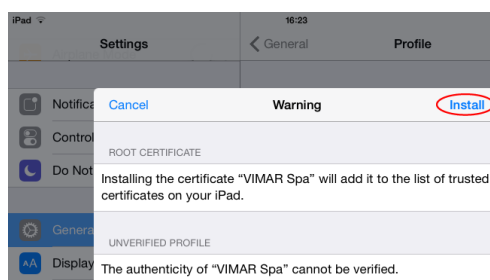 iPad 16:23
Settings General Profile
Notifica Cancel Warning Install
Control
ROOT CERTIFICATE
Do Not
Installing the certificate “VIMAR Spa” will add it to the list of trusted
certificates on your iPad.
Genera
UNVERIFIED PROFILE
AA Display
The authenticity of “VIMAR Spa” cannot be verified.